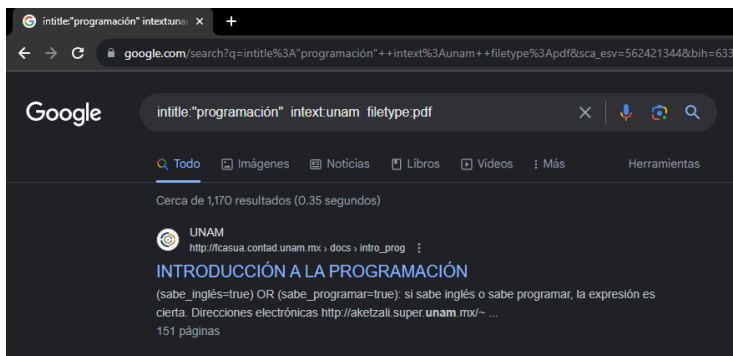 intitle:"programación" intext:una
google.com/search?q=intitle%3A"programación"++intext%3Aunam++filetype%3Apdf&sca_esv=562421344&bih=633
Google
intitle:"programación"  intext:unam  filetype:pdf
Todo Imágenes Noticias Libros Vídeos Más Herramientas
Cerca de 1,170 resultados (0.35 segundos)
UNAM
http://fcasua.contad.unam.mx › docs › intro_prog
INTRODUCCIÓN A LA PROGRAMACIÓN
(sabe_inglés=true) OR (sabe_programar=true): si sabe inglés o sabe programar, la expresión es
cierta. Direcciones electrónicas http://aketzali.super.unam.mx/~ ...
151 páginas